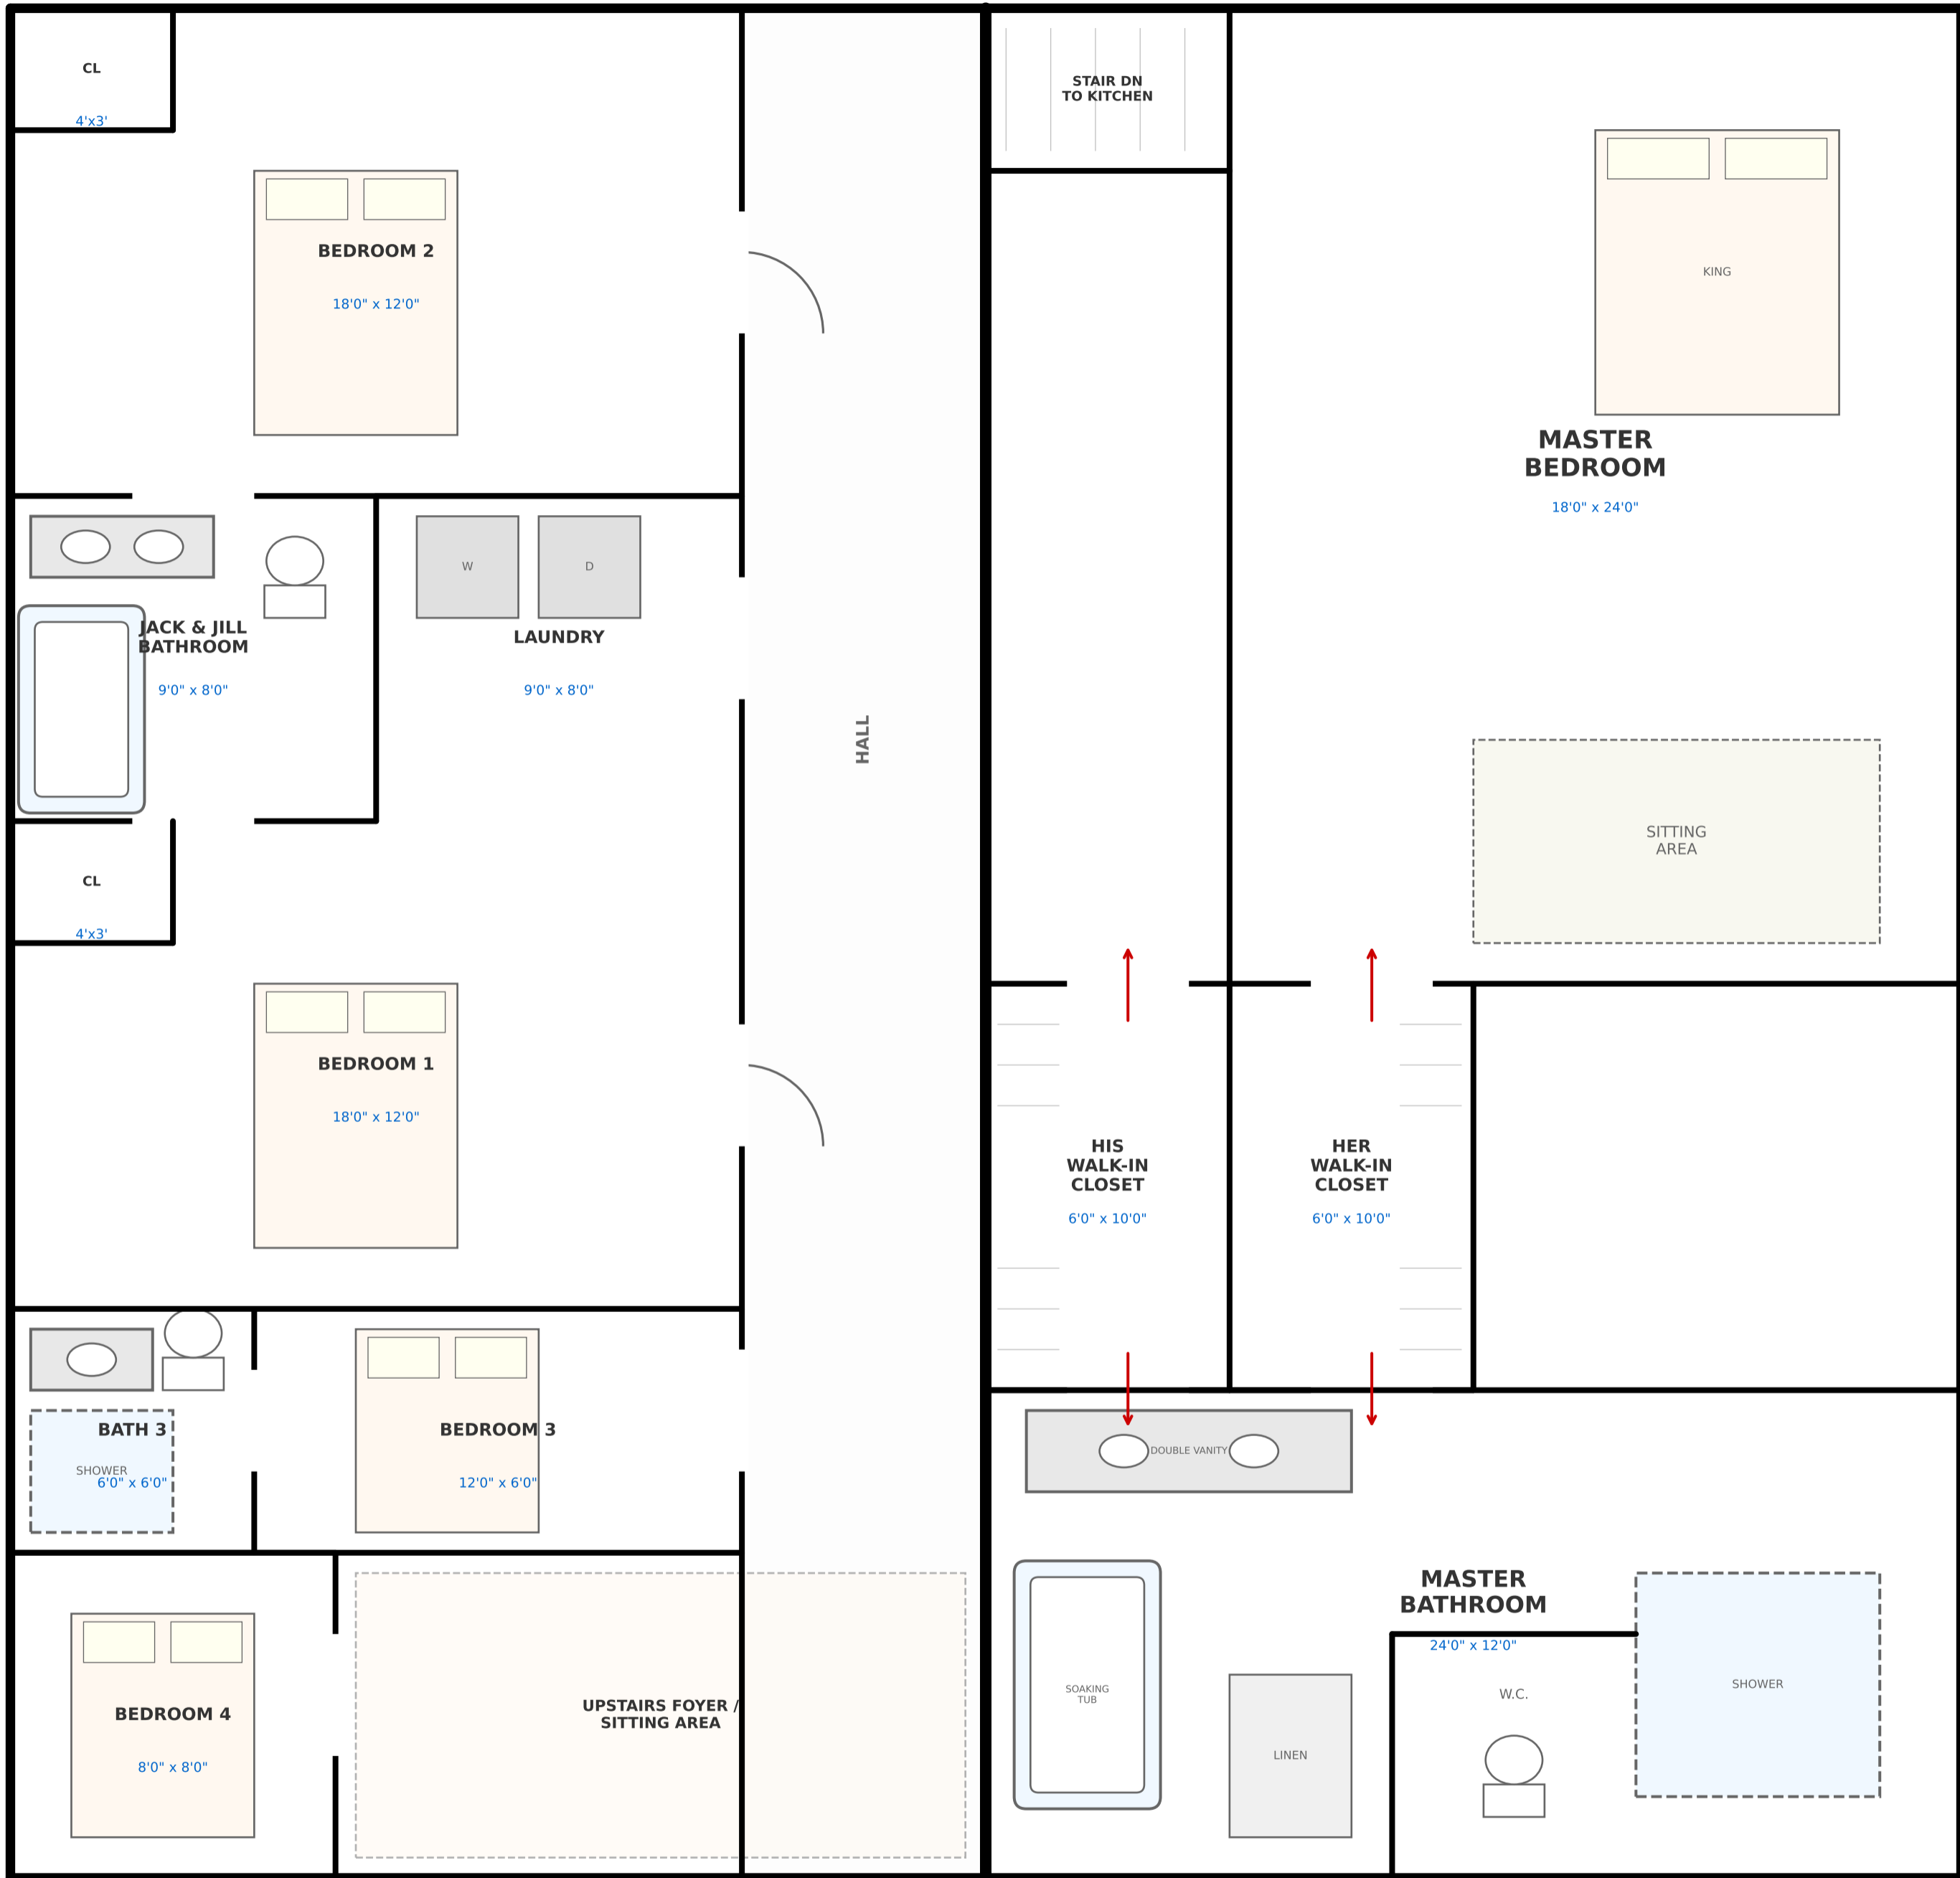 CL
4'x3'
BEDROOM 2
18'0" x 12'0"
STAIR DN
TO KITCHEN
KING
MASTER
BEDROOM
18'0" x 24'0"
JACK & JILL
BATHROOM
9'0" x 8'0"
W
D
LAUNDRY
9'0" x 8'0"
HALL
SITTING
AREA
CL
4'x3'
BEDROOM 1
18'0" x 12'0"
HIS
WALK-IN
CLOSET
6'0" x 10'0"
HER
WALK-IN
CLOSET
6'0" x 10'0"
BATH 3
SHOWER
6'0" x 6'0"
BEDROOM 3
12'0" x 6'0"
DOUBLE VANITY
MASTER
BATHROOM
24'0" x 12'0"
BEDROOM 4
8'0" x 8'0"
UPSTAIRS FOYER /
SITTING AREA
SOAKING
TUB
LINEN
W.C.
SHOWER